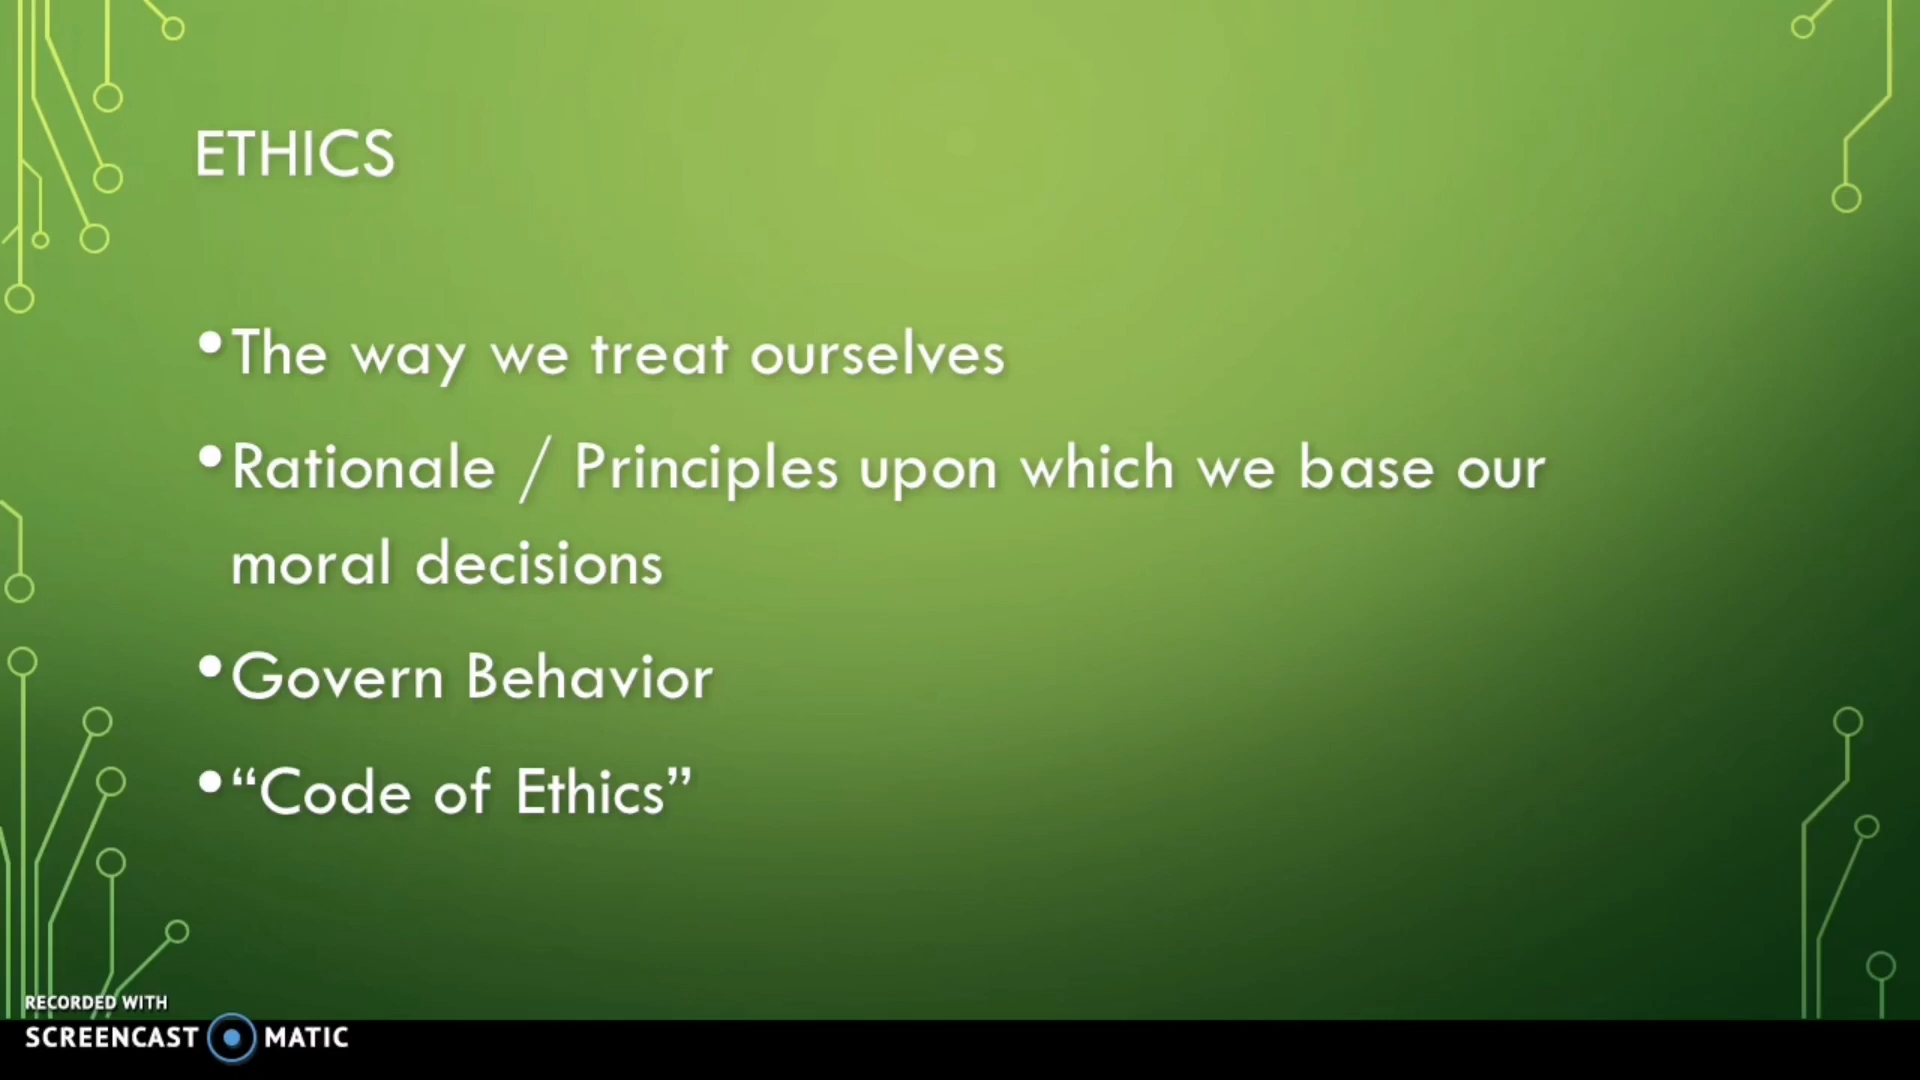 ETHICS
•The way we treat ourselves
•Rationale / Principles upon which we base our
moral decisions
•Govern Behavior
•“Code of Ethics”
RECORDED WITH
SCREENCAST MATIC